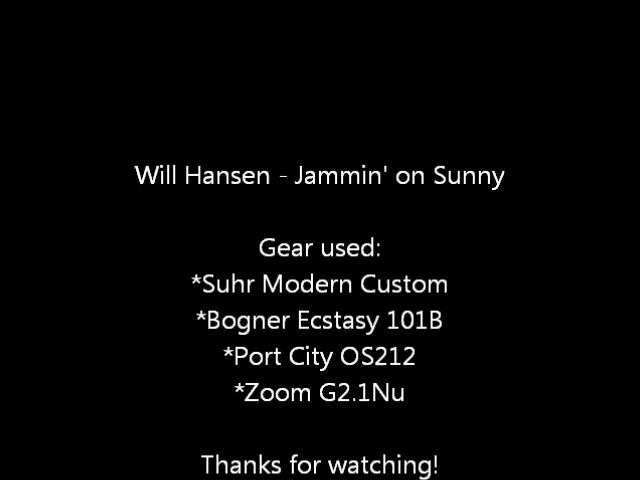 Will Hansen - Jammin' on Sunny
Gear used:
*Suhr Modern Custom
*Bogner Ecstasy 101B
*Port City OS212
*Zoom G2.1Nu
Thanks for watching!